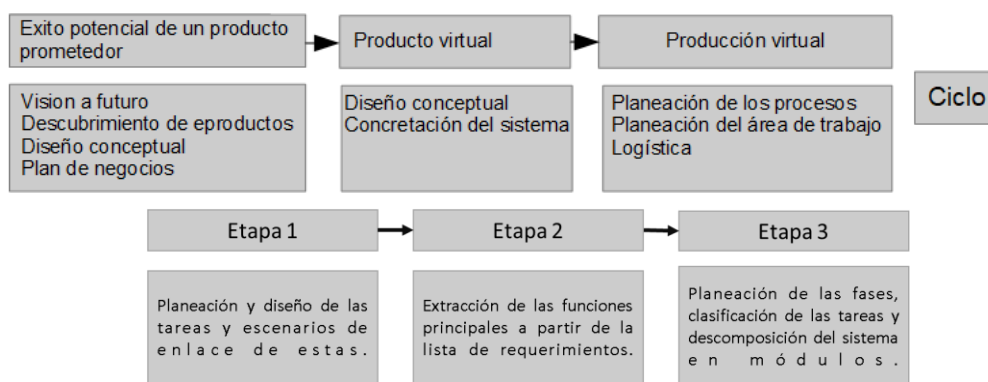 Exito potencial de un producto
prometedor
Producto virtual
Producción virtual
Vision a futuro
Descubrimiento de eproductos
Diseño conceptual
Plan de negocios
Diseño conceptual
Concretación del sistema
Planeación de los procesos
Planeación del área de trabajo
Logística
Ciclo
Etapa 1
Etapa 2
Etapa 3
Planeación y diseño de las
tareas y escenarios de
enlace de estas.
Extracción de las funciones
principales a partir de la
lista de requerimientos.
Planeación de las fases,
clasificación de las tareas y
descomposición del sistema
en módulos.